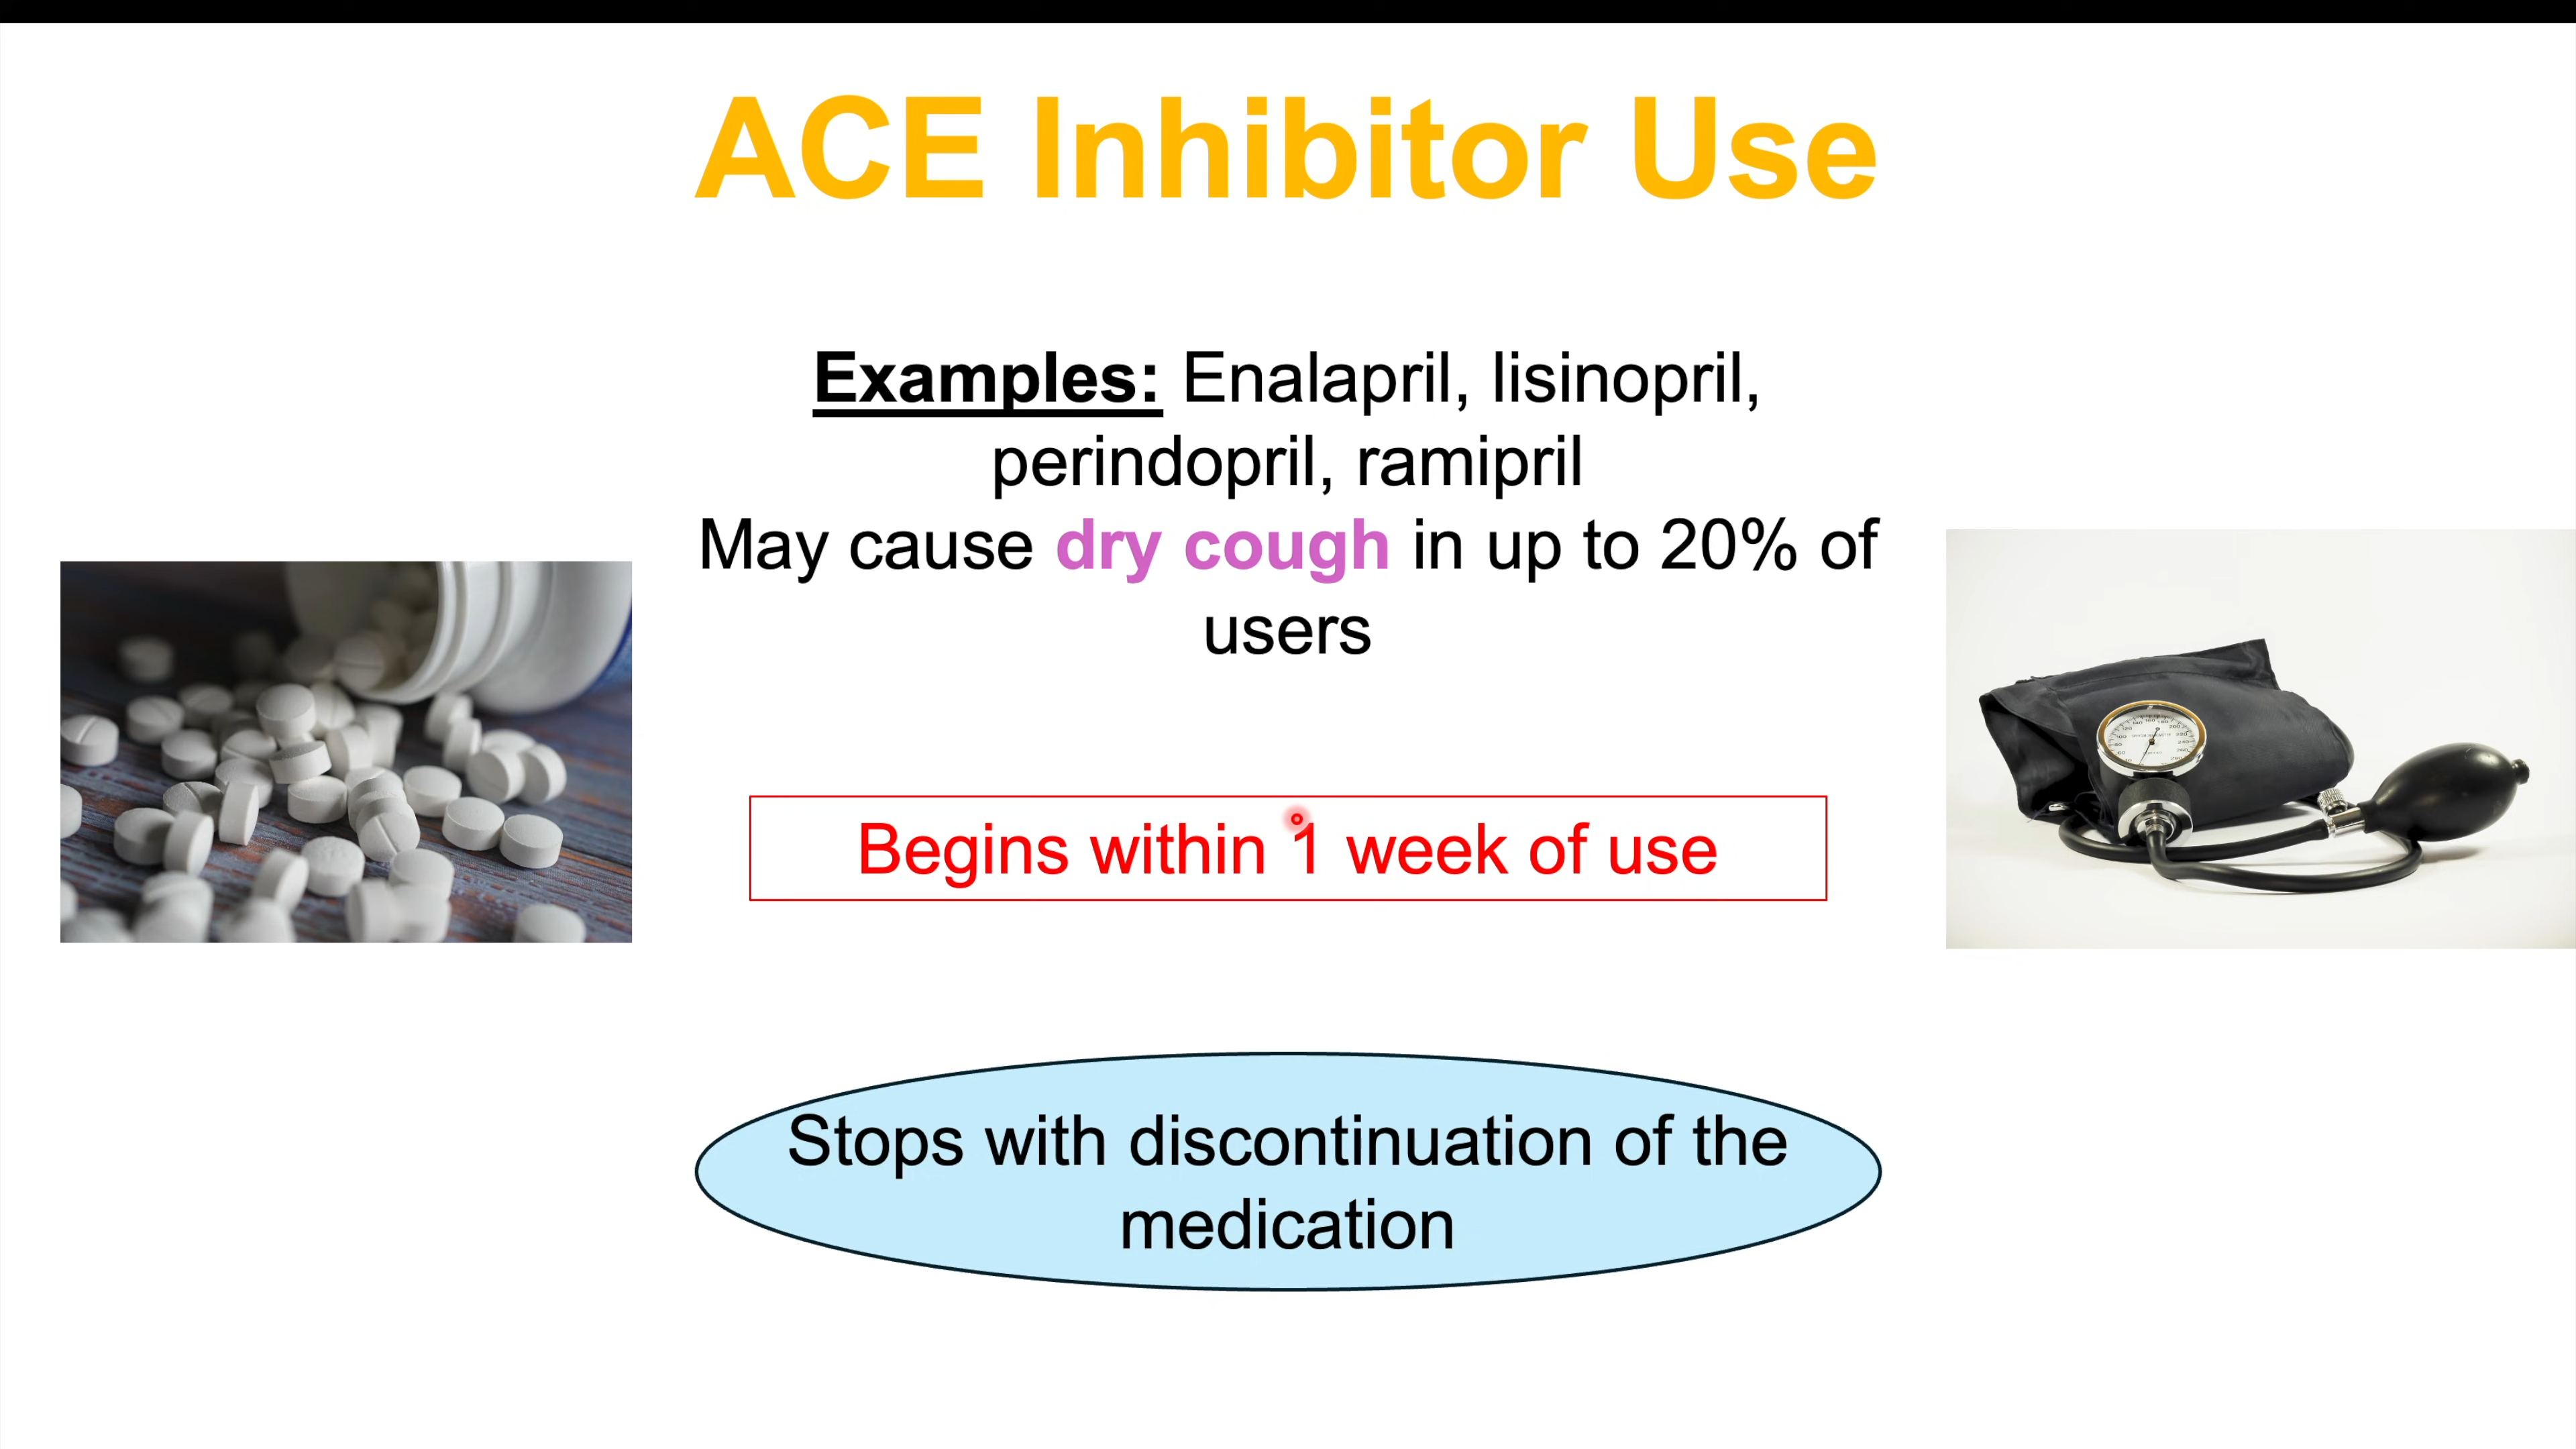 ACE Inhibitor Use
Examples: Enalapril, lisinopril,
perindopril, ramipril
May cause dry cough in up to 20% of
users
Begins within 1 week of use
Stops with discontinuation of the
medication